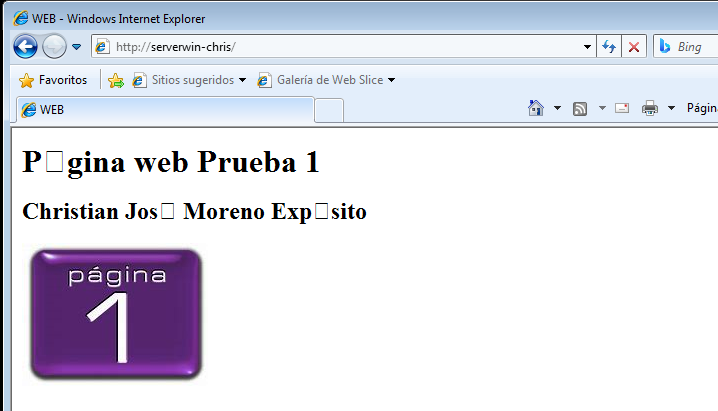 WEB - Windows Internet Explorer
http://serverwin-chris/
Bing
Favoritos Sitios sugeridos Galería de Web Slice
WEB
Págin
P□gina web Prueba 1
Christian Jos□ Moreno Exp□sito
página
1